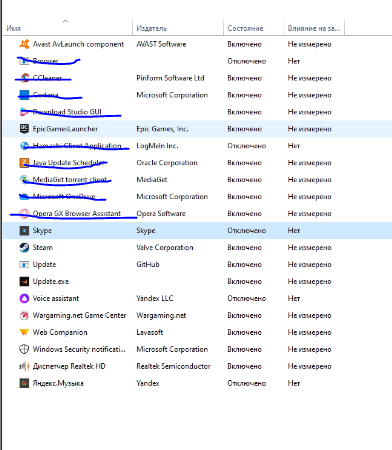 Имя Издатель Состояние Влияние на за...
Avast AvLaunch component AVAST Software Включено Не измерено
Browser Отключено Нет
CCleaner Piriform Software Ltd Включено Не измерено
Cortana Microsoft Corporation Включено Не измерено
Download Studio GUI Включено Не измерено
EpicGamesLauncher Epic Games, Inc. Включено Не измерено
Hamachi Client Application LogMeIn Inc. Отключено Нет
Java Update Scheduler Oracle Corporation Включено Не измерено
MediaGet torrent client MediaGet Включено Не измерено
Microsoft OneDrive Microsoft Corporation Включено Не измерено
Opera GX Browser Assistant Opera Software Включено Не измерено
Skype Skype Отключено Нет
Steam Valve Corporation Включено Не измерено
Update GitHub Включено Не измерено
Update.exe Включено Не измерено
Voice assistant Yandex LLC Отключено Нет
Wargaming.net Game Center Wargaming.net Включено Не измерено
Web Companion Lavasoft Включено Не измерено
Windows Security notificati... Microsoft Corporation Включено Не измерено
Диспетчер Realtek HD Realtek Semiconductor Включено Не измерено
Яндекс.Музыка Yandex Отключено Нет